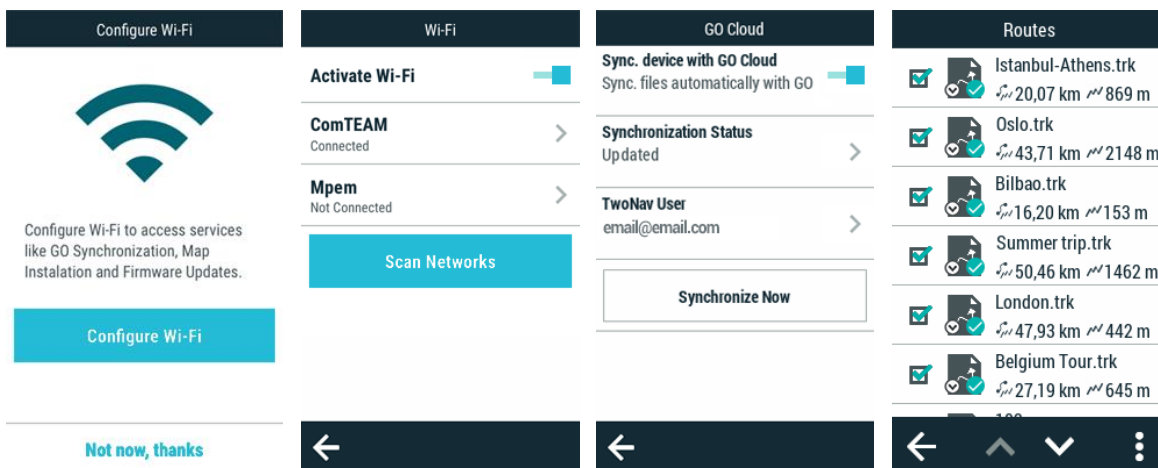 Configure Wi-Fi
Configure Wi-Fi to access services
like GO Synchronization, Map
Instalation and Firmware Updates.
Configure Wi-Fi
Not now, thanks
Wi-Fi
Activate Wi-Fi
ComTEAM
Connected
Mpem
Not Connected
Scan Networks
GO Cloud
Sync. device with GO Cloud
Sync. files automatically with GO
Synchronization Status
Updated
TwoNav User
email@email.com
Synchronize Now
Routes
Istanbul-Athens.trk
20,07 km 869 m
Oslo.trk
43,71 km 2148 m
Bilbao.trk
16,20 km 153 m
Summer trip.trk
50,46 km 1462 m
London.trk
47,93 km 442 m
Belgium Tour.trk
27,19 km 645 m